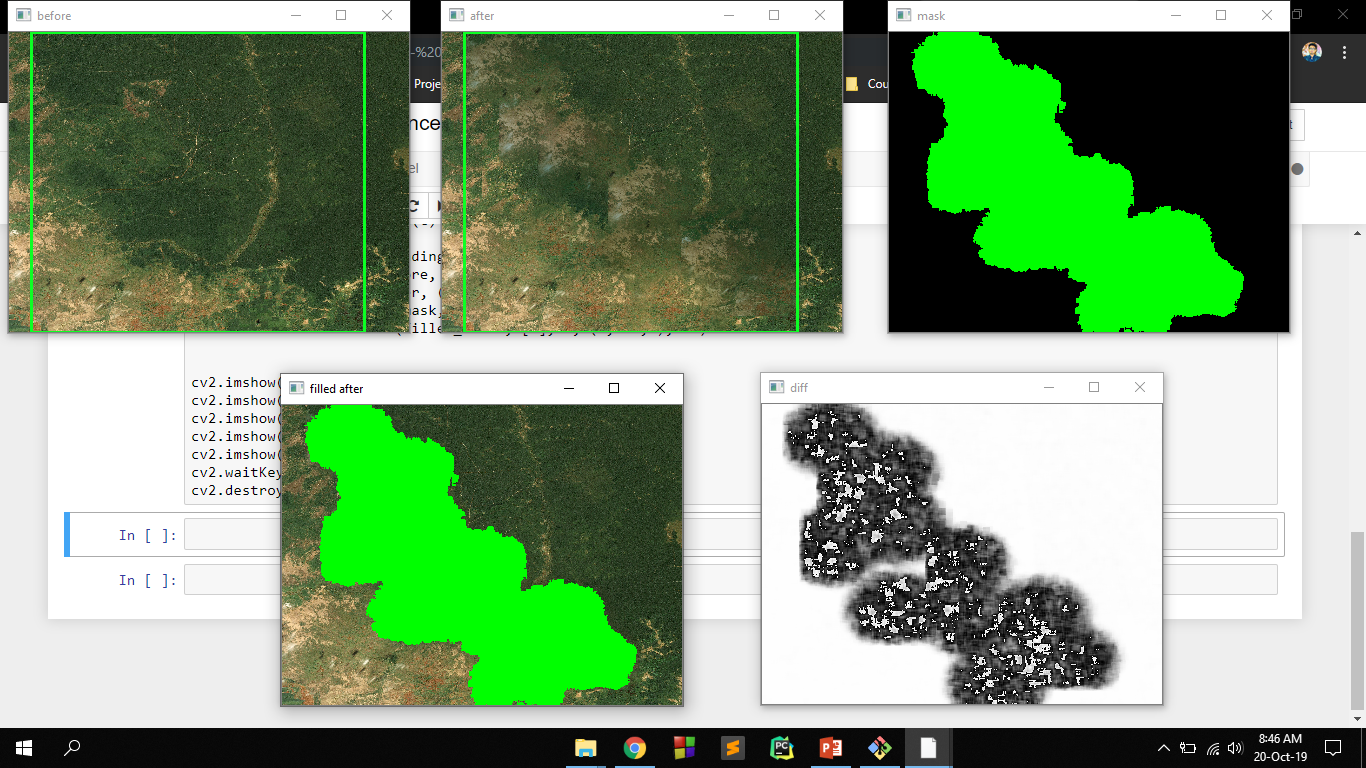 before
after
mask
-%20
Proje
Cou
nce
t
el
(-)
ding
re,
r, (
ask,
filled after
diff
cv2.imshow(
cv2.imshow(
cv2.imshow(
cv2.imshow(
cv2.imshow(
cv2.waitKey
cv2.destroy
In [ ]:
In [ ]:
PC
8:46 AM
20-Oct-19